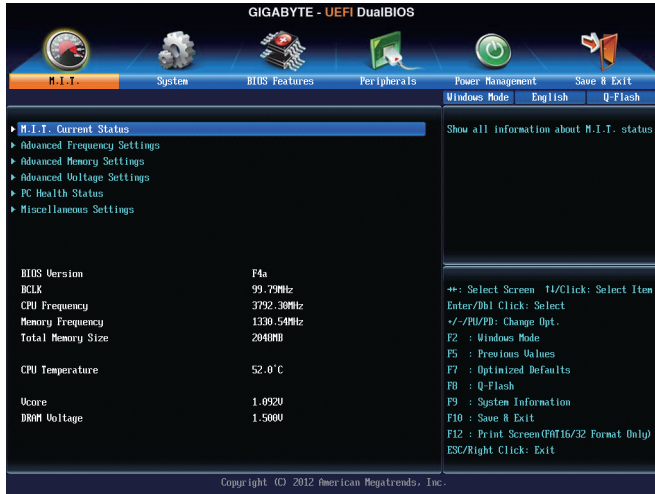 GIGABYTE - UEFI DualBIOS
M.I.T. System BIOS Features Peripherals Power Management Save & Exit
Windows Mode English Q-Flash
M.I.T. Current Status
Advanced Frequency Settings
Advanced Memory Settings
Advanced Voltage Settings
PC Health Status
Miscellaneous Settings
BIOS Version F4a
BCLK 99.79MHz
CPU Frequency 3792.30MHz
Memory Frequency 1330.54MHz
Total Memory Size 2048MB
CPU Temperature 52.0°C
Vcore 1.092V
DRAM Voltage 1.500V
Show all information about M.I.T. status
↔: Select Screen ↑↓/Click: Select Item
Enter/Dbl Click: Select
+/-/PU/PD: Change Opt.
F2 : Windows Mode
F5 : Previous Values
F7 : Optimized Defaults
F8 : Q-Flash
F9 : System Information
F10 : Save & Exit
F12 : Print Screen(FAT16/32 Format Only)
ESC/Right Click: Exit
Copyright (C) 2012 American Megatrends, Inc.